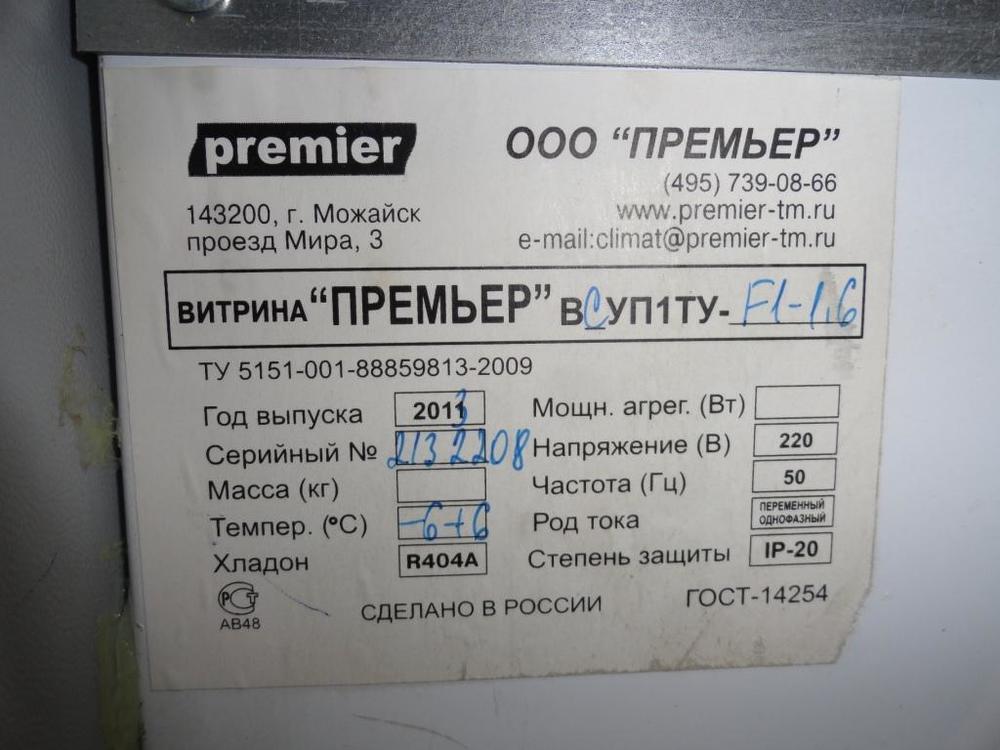 premier
ООО “ПРЕМЬЕР”
(495) 739-08-66
143200, г. Можайск
www.premier-tm.ru
проезд Мира, 3
e-mail:climat@premier-tm.ru
ВИТРИНА “ПРЕМЬЕР” ВСУП1ТУ-F1-1,6
ТУ 5151-001-88859813-2009
Год выпуска 2013
Мощн. агрег. (Вт)
Серийный № 2132208
Напряжение (В) 220
Масса (кг)
Частота (Гц) 50
Темпер. (°С) -6+6
Род тока ПЕРЕМЕННЫЙ
ОДНОФАЗНЫЙ
Хладон R404A
Степень защиты IP-20
РСТ
АВ48
СДЕЛАНО В РОССИИ
ГОСТ-14254